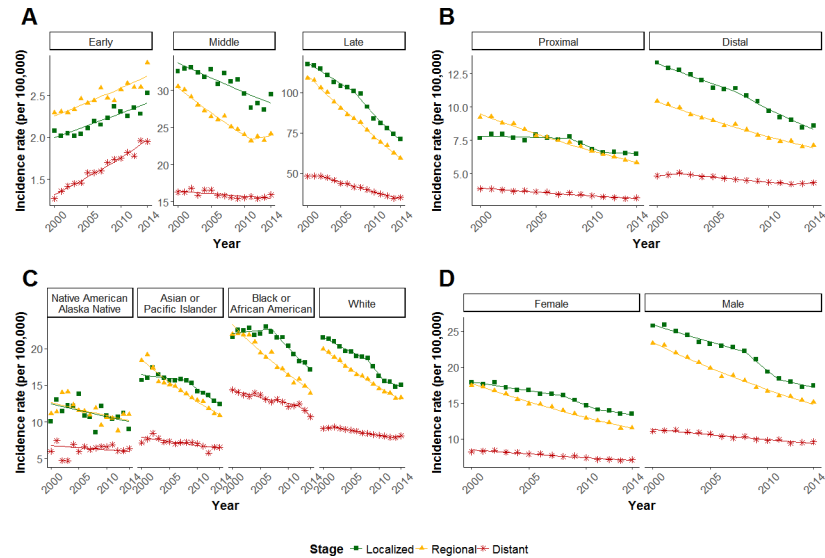 A
B
Early
Middle
Late
Proximal
Distal
Incidence rate (per 100,000)
2.5
2.0
1.5
35
30
25
20
15
100
75
50
Incidence rate (per 100,000)
12.5
10.0
7.5
5.0
2000
2005
2010
2014
2000
2005
2010
2014
2000
2005
2010
2014
2000
2005
2010
2014
2000
2005
2010
2014
Year
Year
C
D
Native American
Alaska Native
Asian or
Pacific Islander
Black or
African American
White
Female
Male
Incidence rate (per 100,000)
20
15
10
5
Incidence rate (per 100,000)
25
20
15
10
2000
2005
2010
2014
2000
2005
2010
2014
2000
2005
2010
2014
2000
2005
2010
2014
2000
2005
2010
2014
2000
2005
2010
2014
Year
Year
Stage Localized Regional Distant